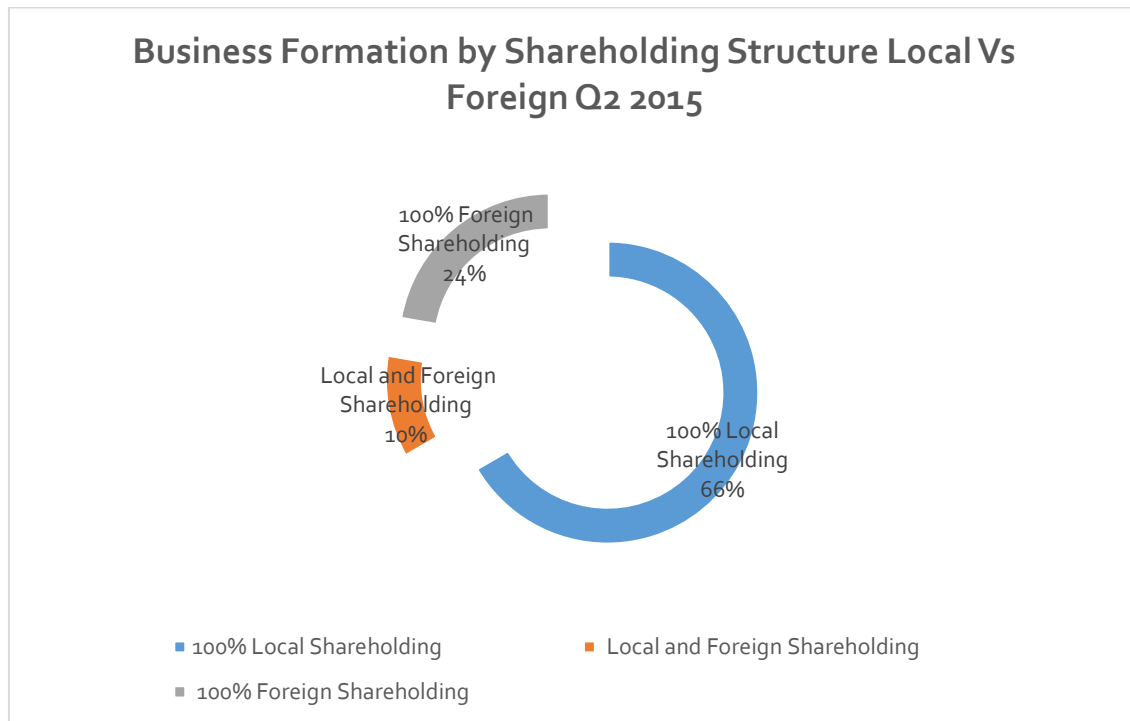 Business Formation by Shareholding Structure Local Vs
Foreign Q2 2015
100% Foreign
Shareholding
24%
Local and Foreign
Shareholding
10%
100% Local
Shareholding
66%
100% Local Shareholding
Local and Foreign Shareholding
100% Foreign Shareholding